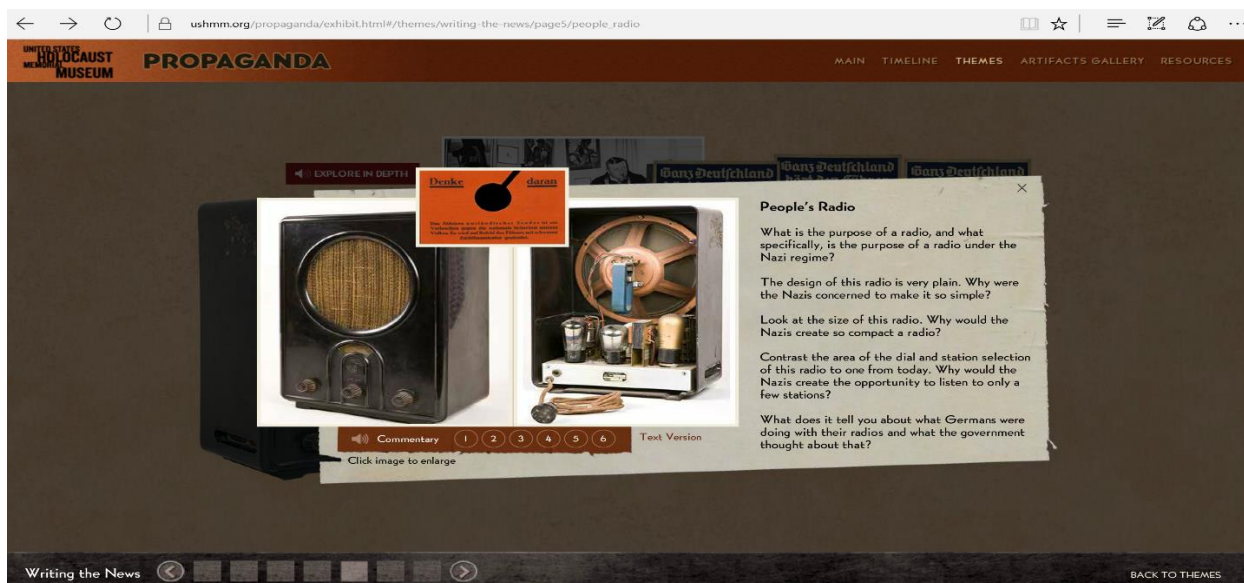 ushmm.org/propaganda/exhibit.html#/themes/writing-the-news/page5/people_radio
UNITED STATES
HOLOCAUST
MEMORIAL
MUSEUM
PROPAGANDA
MAIN TIMELINE THEMES ARTIFACTS GALLERY RESOURCES
EXPLORE IN DEPTH
Ganz Deutschland
Ganz Deutschland
Ganz Deutschland
Denke daran
People's Radio
What is the purpose of a radio, and what
specifically, is the purpose of a radio under the
Nazi regime?
The design of this radio is very plain. Why were
the Nazis concerned to make it so simple?
Look at the size of this radio. Why would the
Nazis create so compact a radio?
Contrast the area of the dial and station selection
of this radio to one from today. Why would the
Nazis create the opportunity to listen to only a
few stations?
What does it tell you about what Germans were
doing with their radios and what the government
thought about that?
Commentary 1 2 3 4 5 6 Text Version
Click image to enlarge
Writing the News
BACK TO THEMES